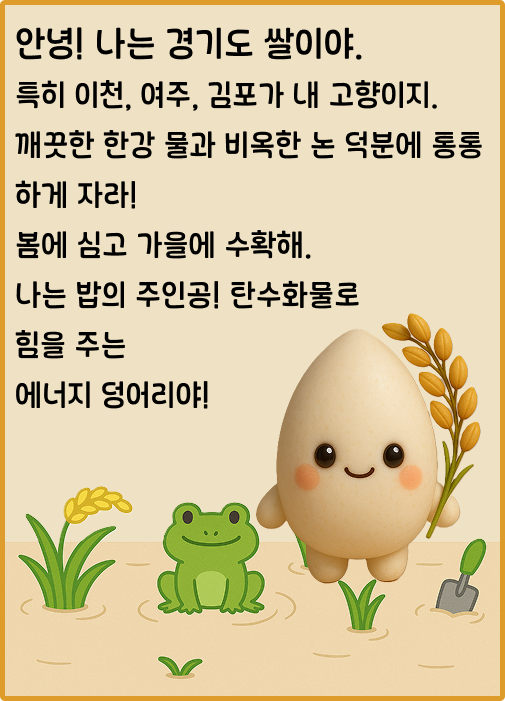 안녕! 나는 경기도 쌀이야.
특히 이천, 여주, 김포가 내 고향이지.
깨끗한 한강 물과 비옥한 논 덕분에 통통
하게 자라!
봄에 심고 가을에 수확해.
나는 밥의 주인공! 탄수화물로
힘을 주는
에너지 덩어리야!